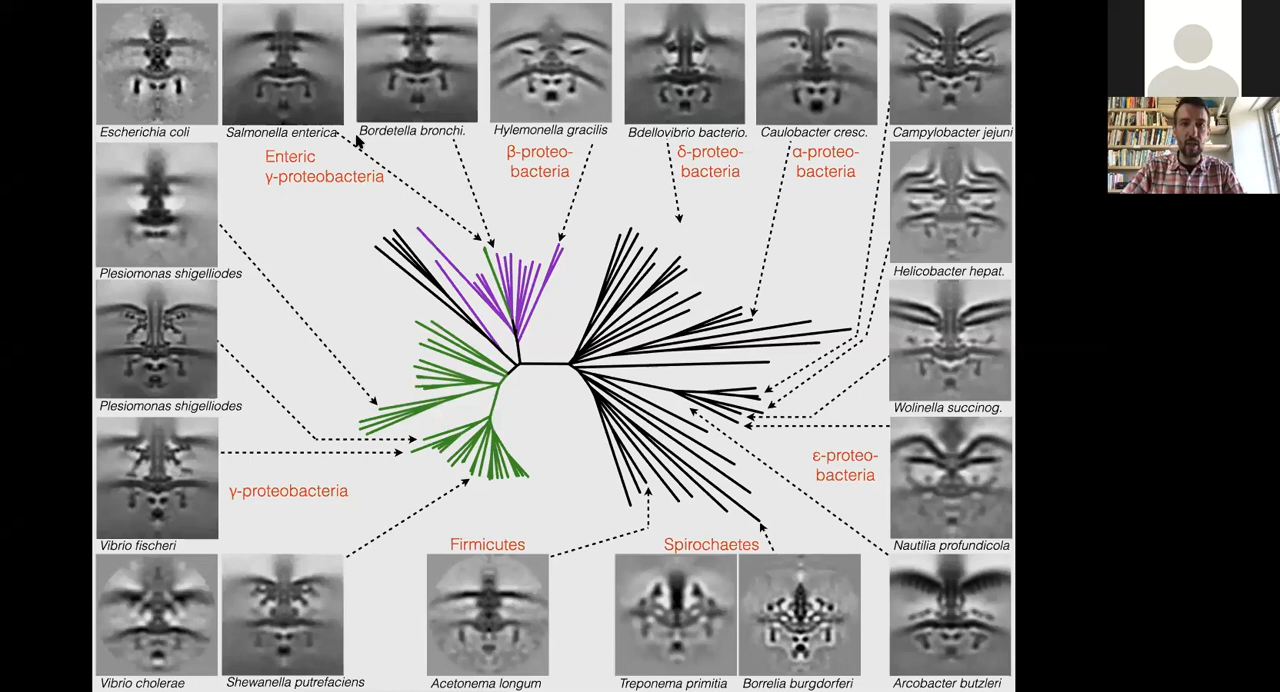 Escherichia coli
Salmonella enterica
Bordetella bronchi.
Hylemonella gracilis
Bdellovibrio bacterio.
Caulobacter cresc.
Campylobacter jejuni
Enteric
γ-proteobacteria
β-proteo-
bacteria
δ-proteo-
bacteria
α-proteo-
bacteria
Plesiomonas shigelliodes
Helicobacter hepat.
Plesiomonas shigelliodes
Wolinella succinog.
ε-proteo-
bacteria
γ-proteobacteria
Vibrio fischeri
Firmicutes
Spirochaetes
Nautilia profundicola
Vibrio cholerae
Shewanella putrefaciens
Acetonema longum
Treponema primitia
Borrelia burgdorferi
Arcobacter butzleri